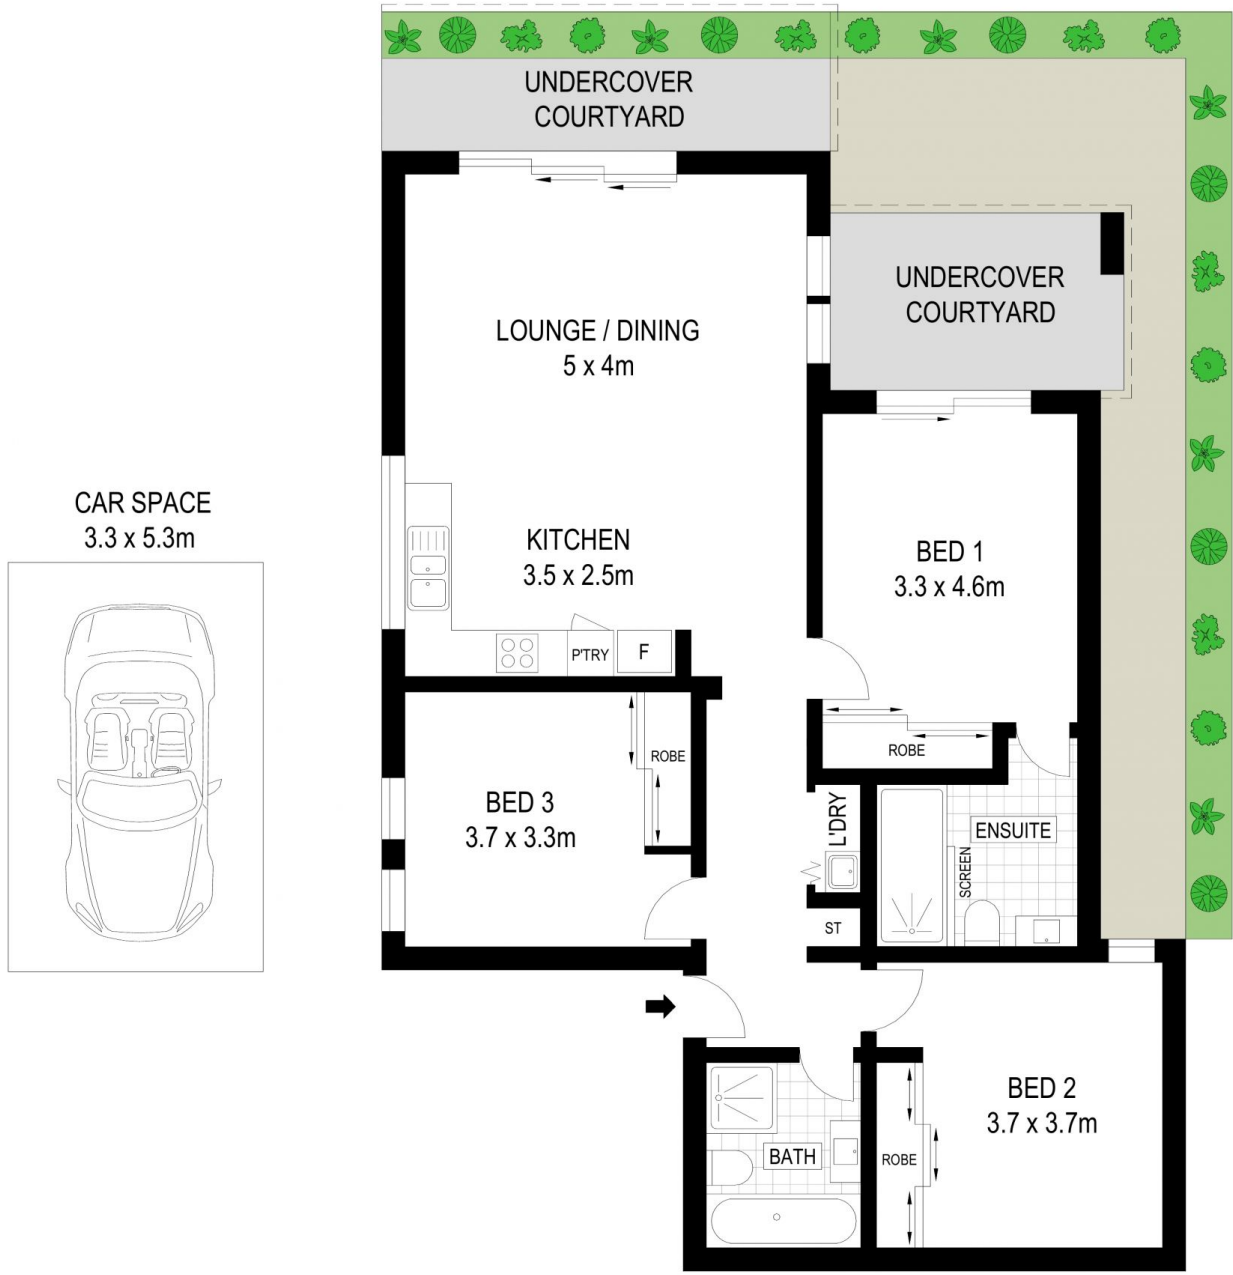 UNDERCOVER
COURTYARD
UNDERCOVER
COURTYARD
LOUNGE / DINING
5 x 4m
CAR SPACE
3.3 x 5.3m
KITCHEN
3.5 x 2.5m
BED 1
3.3 x 4.6m
P'TRY
F
ROBE
ROBE
BED 3
3.7 x 3.3m
L'DRY
ENSUITE
SCREEN
ST
BED 2
3.7 x 3.7m
BATH
ROBE